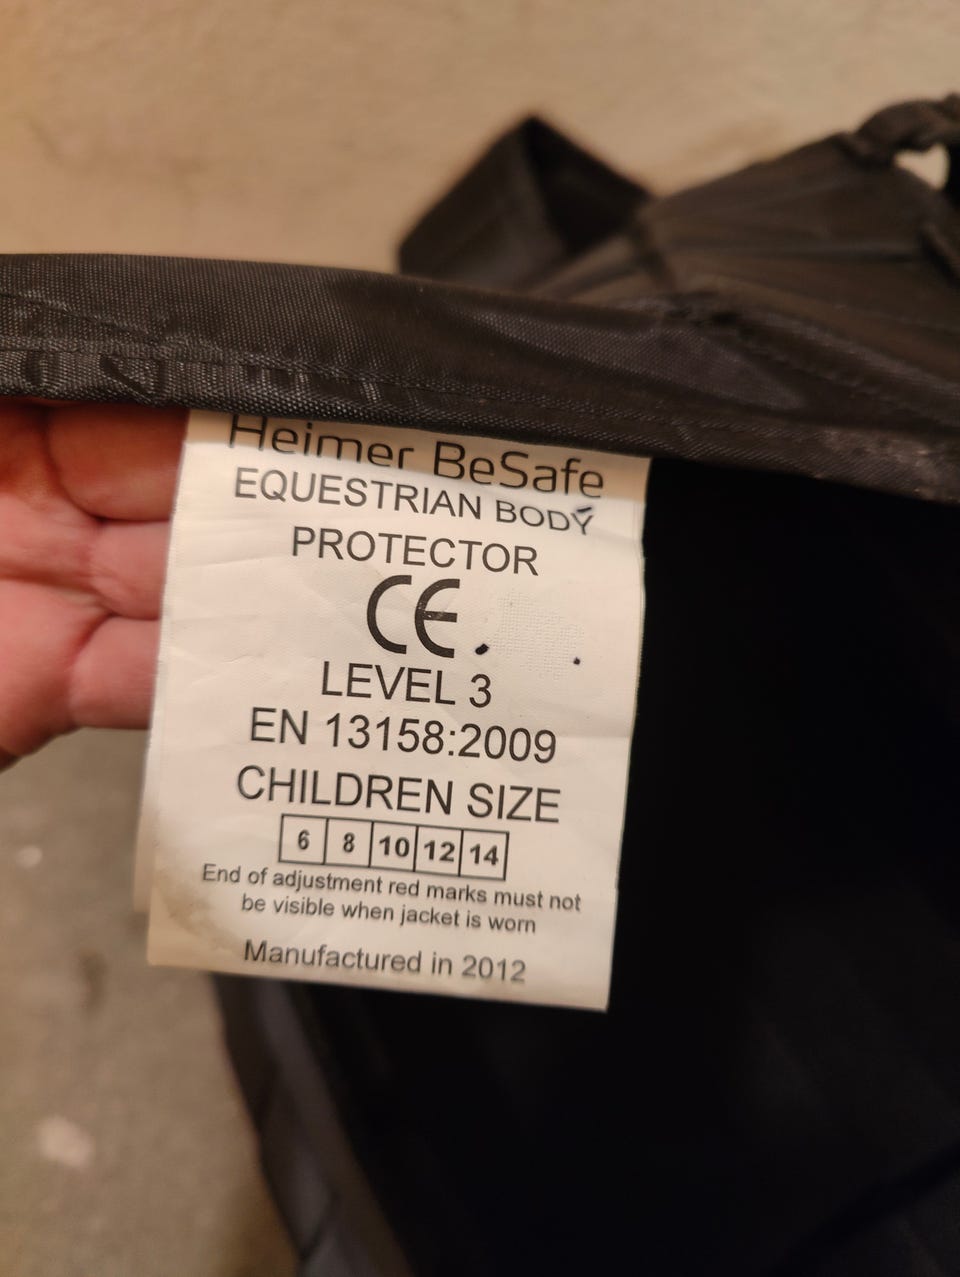 Heimer BeSafe
EQUESTRIAN BODY
PROTECTOR
CE
LEVEL 3
EN 13158:2009
CHILDREN SIZE
6 8 10 12 14
End of adjustment red marks must not
be visible when jacket is worn
Manufactured in 2012